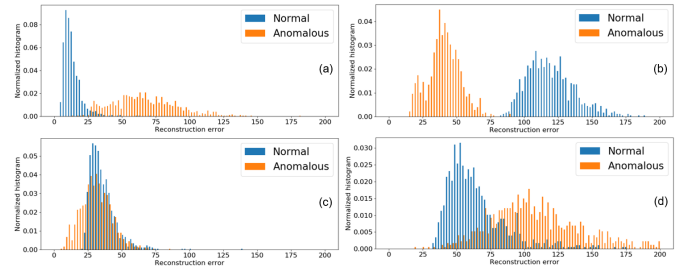 Normal
Anomalous
Normalized histogram
0.08
0.06
0.04
0.02
0.00
(a)
0 25 50 75 100 125 150 175 200
Reconstruction error
Normal
Anomalous
Normalized histogram
0.04
0.03
0.02
0.01
0.00
(b)
0 25 50 75 100 125 150 175 200
Reconstruction error
Normal
Anomalous
Normalized histogram
0.05
0.04
0.03
0.02
0.01
0.00
(c)
0 25 50 75 100 125 150 175 200
Reconstruction error
Normal
Anomalous
Normalized histogram
0.030
0.025
0.020
0.015
0.010
0.005
0.000
(d)
0 25 50 75 100 125 150 175 200
Reconstruction error